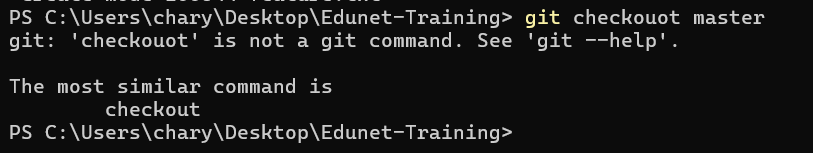 PS C:\Users\chary\Desktop\Edunet-Training> git checkouot master
git: 'checkouot' is not a git command. See 'git --help'.
The most similar command is
checkout
PS C:\Users\chary\Desktop\Edunet-Training>